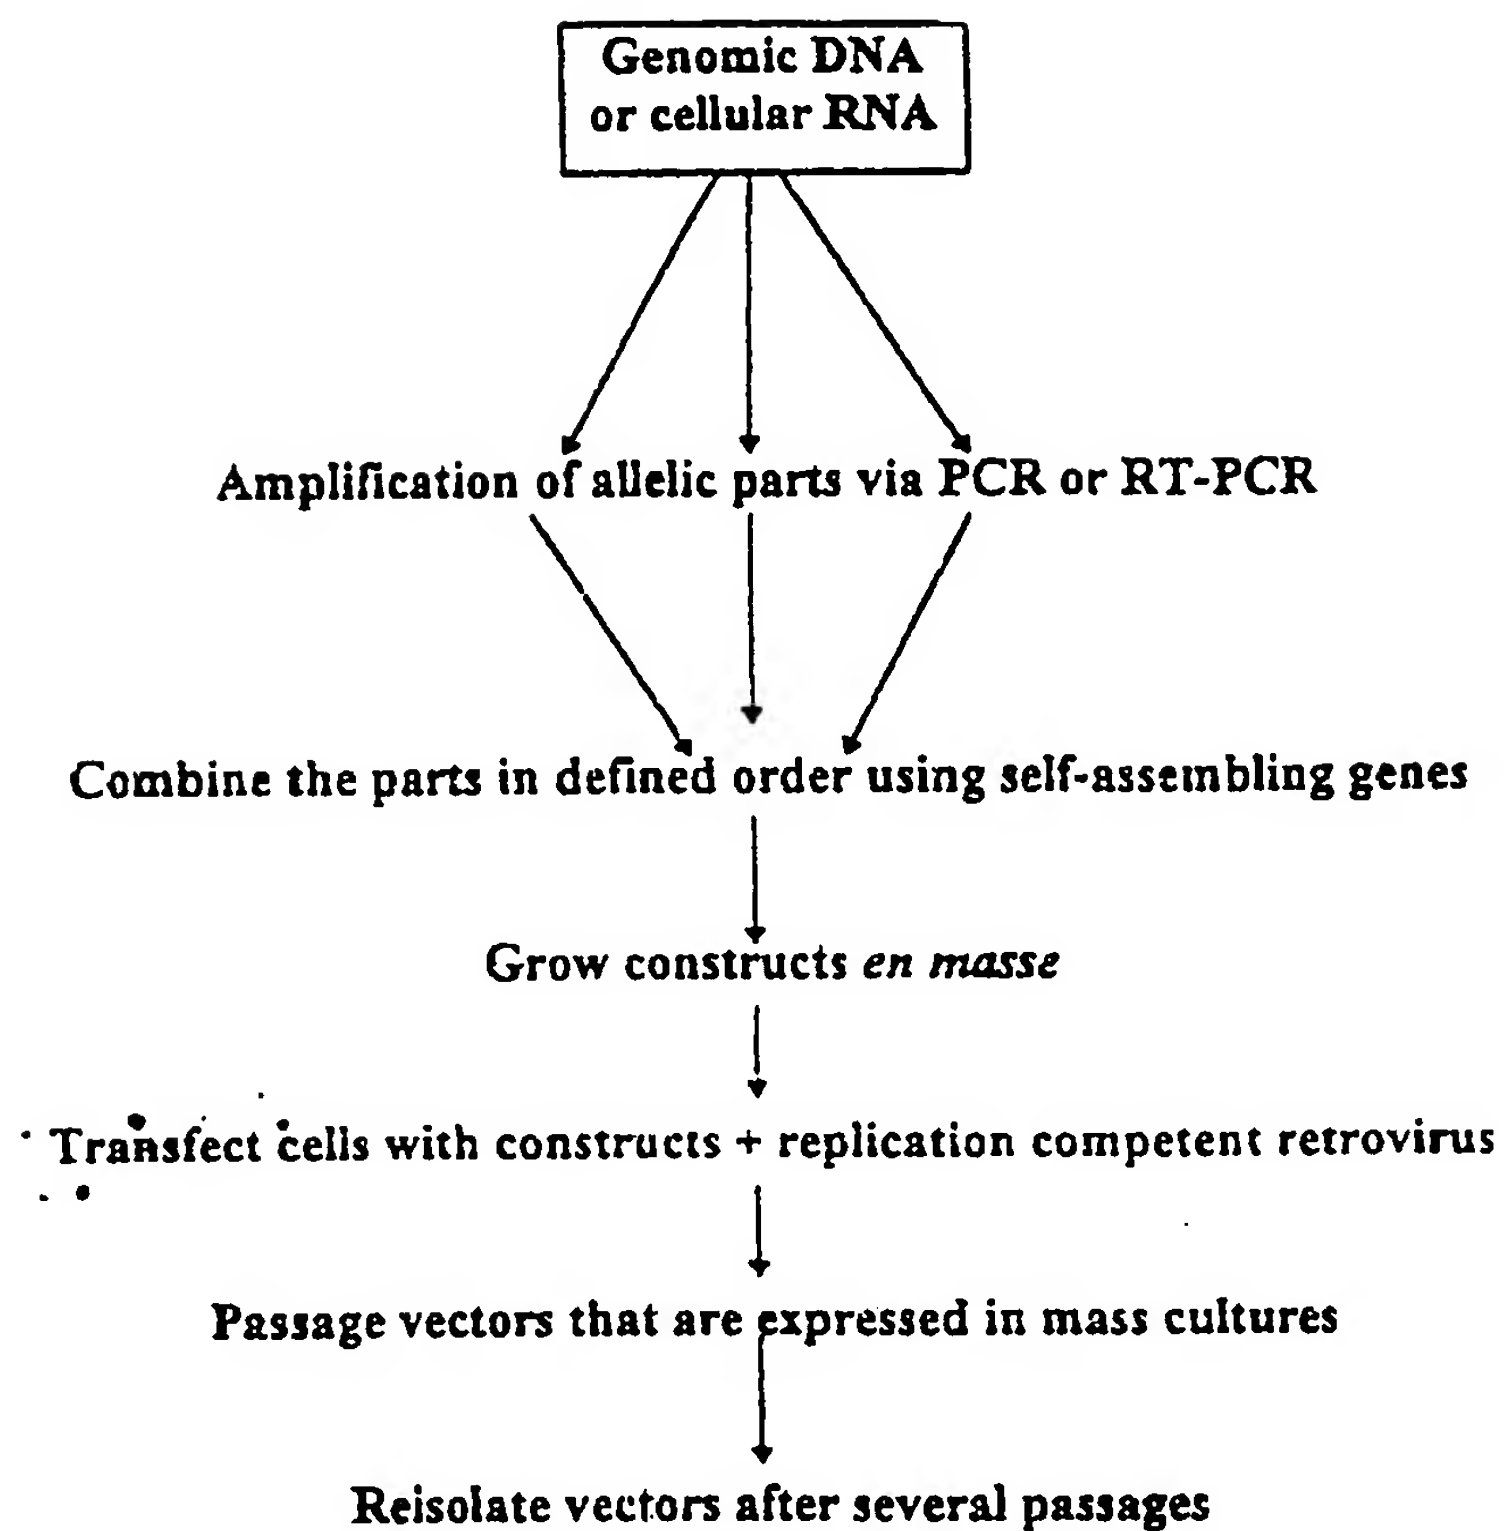 Genomic DNA
or cellular RNA
Amplification of allelic parts via PCR or RT-PCR
Combine the parts in defined order using self-assembling genes
Grow constructs en masse
Transfect cells with constructs + replication competent retrovirus
Passage vectors that are expressed in mass cultures
Reisolate vectors after several passages